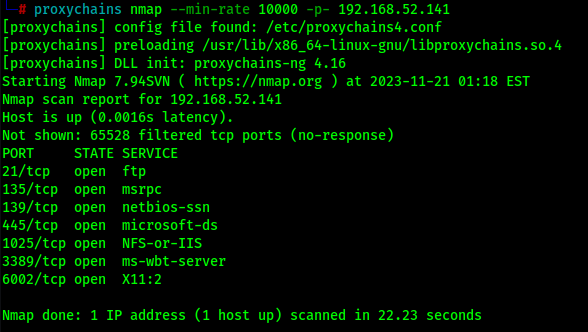 # proxychains nmap --min-rate 10000 -p- 192.168.52.141
[proxychains] config file found: /etc/proxychains4.conf
[proxychains] preloading /usr/lib/x86_64-linux-gnu/libproxychains.so.4
[proxychains] DLL init: proxychains-ng 4.16
Starting Nmap 7.94SVN ( https://nmap.org ) at 2023-11-21 01:18 EST
Nmap scan report for 192.168.52.141
Host is up (0.0016s latency).
Not shown: 65528 filtered tcp ports (no-response)
PORT     STATE SERVICE
21/tcp   open  ftp
135/tcp  open  msrpc
139/tcp  open  netbios-ssn
445/tcp  open  microsoft-ds
1025/tcp open  NFS-or-IIS
3389/tcp open  ms-wbt-server
6002/tcp open  X11:2
Nmap done: 1 IP address (1 host up) scanned in 22.23 seconds